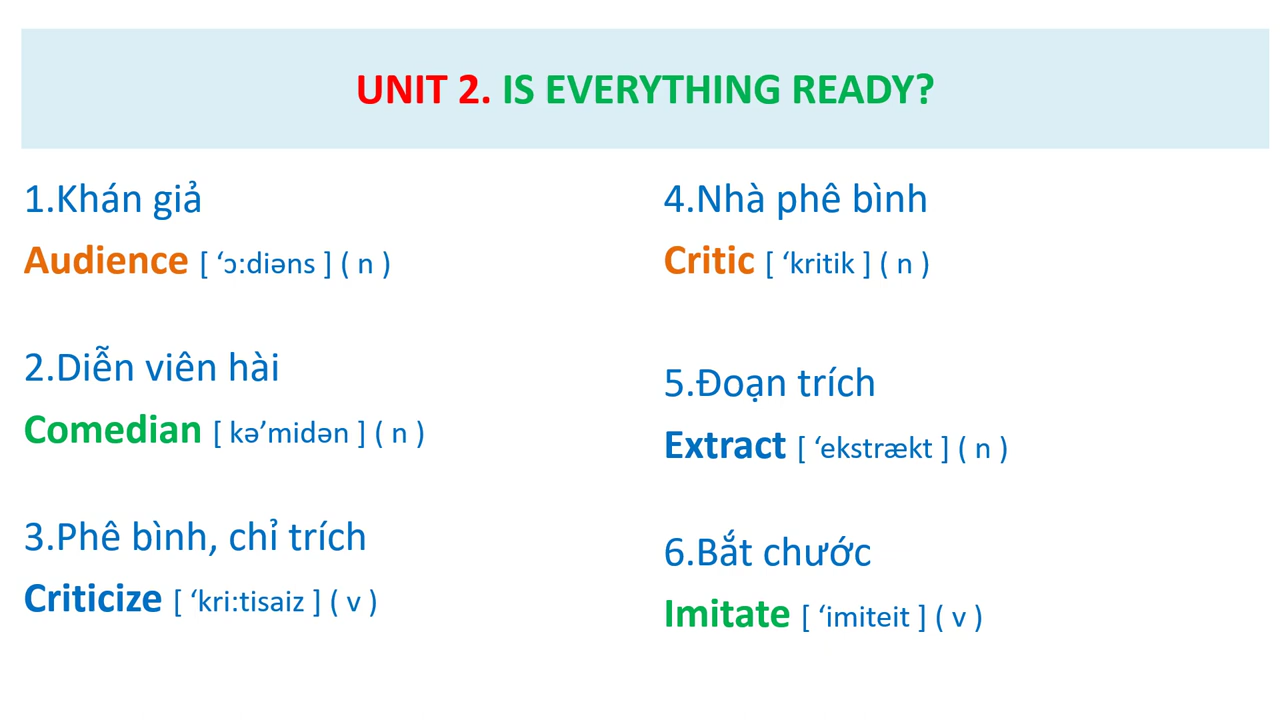 UNIT 2. IS EVERYTHING READY?
1.Khán giả
Audience [ ‘ɔ:diəns ] ( n )
2.Diễn viên hài
Comedian [ kə’midən ] ( n )
3.Phê bình, chỉ trích
Criticize [ ‘kri:tisaiz ] ( v )
4.Nhà phê bình
Critic [ ‘kritik ] ( n )
5.Đoạn trích
Extract [ ‘ekstrækt ] ( n )
6.Bắt chước
Imitate [ ‘imiteit ] ( v )